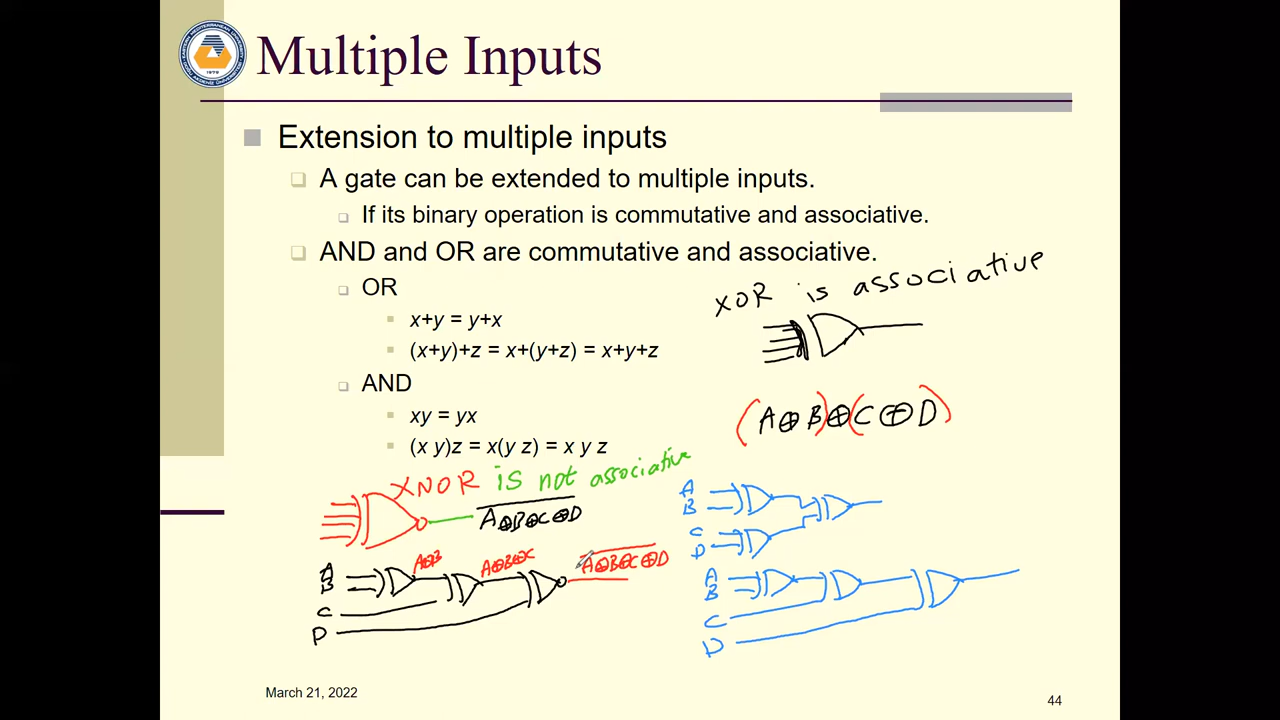 Multiple Inputs
Extension to multiple inputs
A gate can be extended to multiple inputs.
If its binary operation is commutative and associative.
AND and OR are commutative and associative.
XOR is associative
OR
x+y = y+x
(x+y)+z = x+(y+z) = x+y+z
AND
xy = yx
(x y)z = x(y z) = x y z
(A⊕B)⊕(C⊕D)
XNOR is not associative
A⊕B⊕C⊕D
A
B
C
D
A⊕B
A⊕B⊕C
A⊕B⊕C⊕D
A
B
C
D
A
B
C
D
March 21, 2022
44
1979